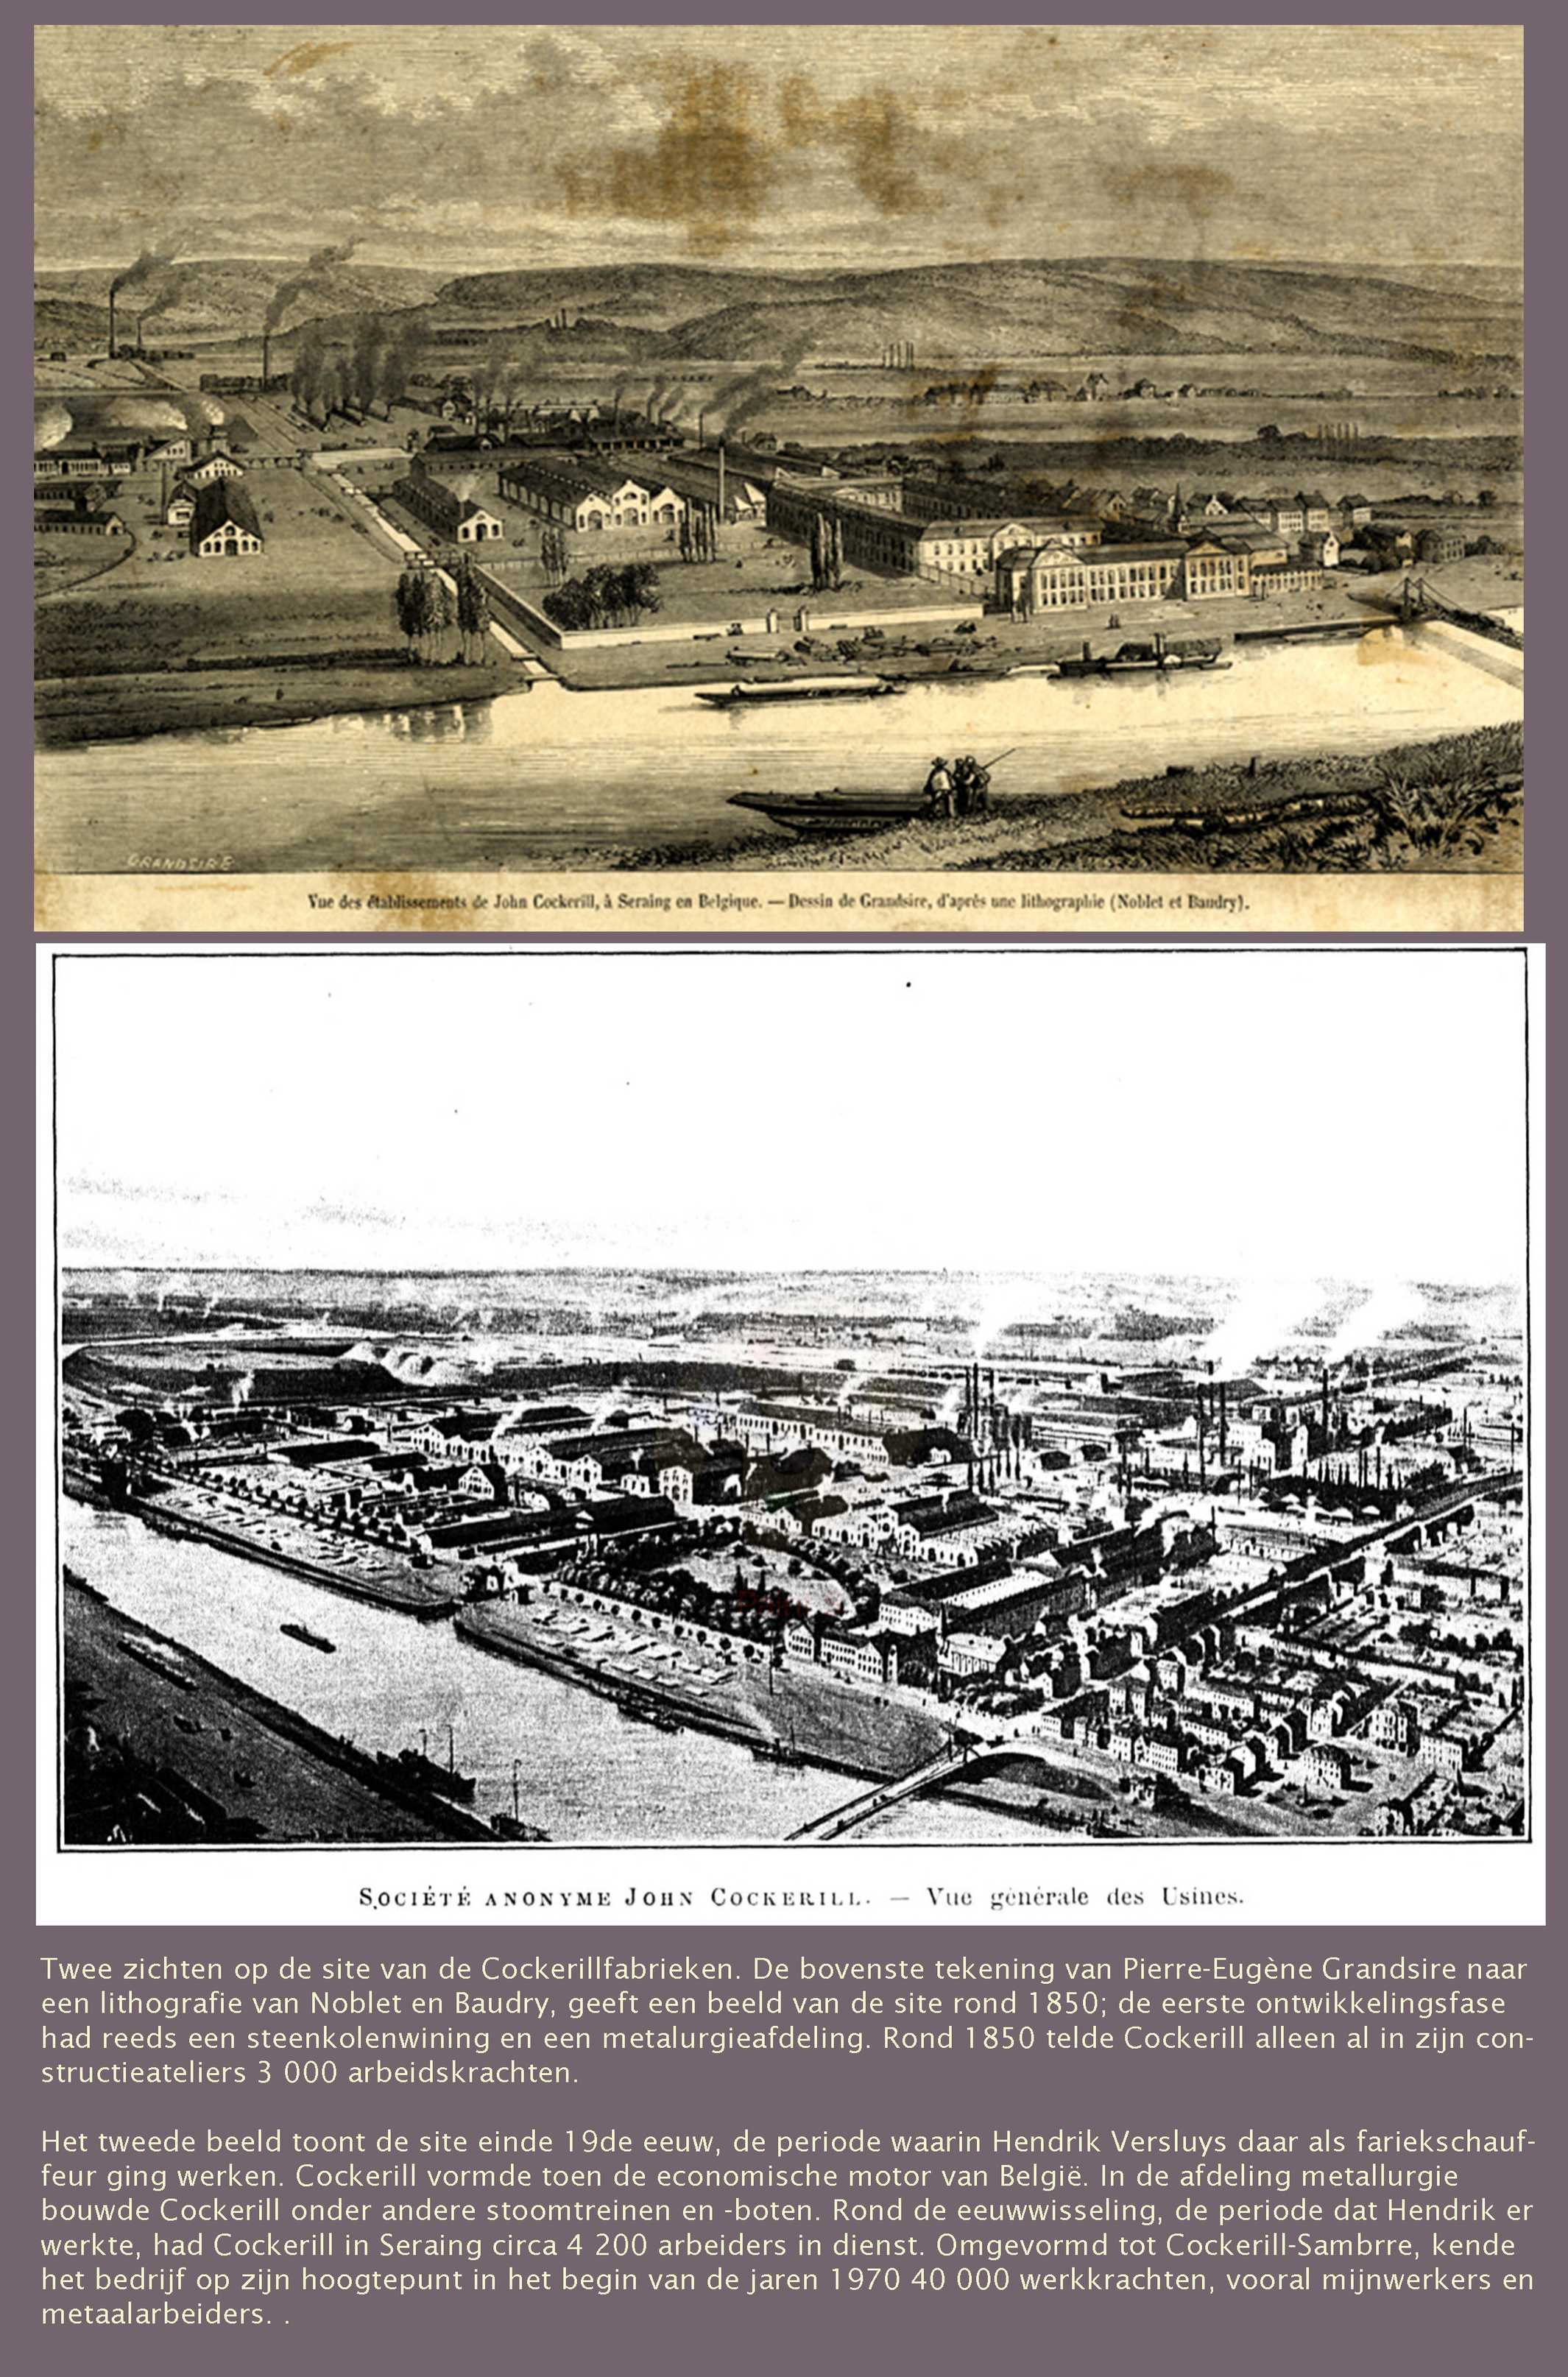 GRANDSIRE
Vue des établissements de John Cockerill, à Seraing en Belgique. — Dessin de Grandsire, d'après une lithographie (Noblet et Baudry).
SOCIÉTÉ ANONYME JOHN COCKERILL. — Vue générale des Usines.
Twee zichten op de site van de Cockerillfabrieken. De bovenste tekening van Pierre-Eugène Grandsire naar
een lithografie van Noblet en Baudry, geeft een beeld van de site rond 1850; de eerste ontwikkelingsfase
had reeds een steenkolenwining en een metalurgieafdeling. Rond 1850 telde Cockerill alleen al in zijn con-
structieateliers 3 000 arbeidskrachten.
Het tweede beeld toont de site einde 19de eeuw, de periode waarin Hendrik Versluys daar als fariekschauf-
feur ging werken. Cockerill vormde toen de economische motor van België. In de afdeling metallurgie
bouwde Cockerill onder andere stoomtreinen en -boten. Rond de eeuwwisseling, de periode dat Hendrik er
werkte, had Cockerill in Seraing circa 4 200 arbeiders in dienst. Omgevormd tot Cockerill-Sambrre, kende
het bedrijf op zijn hoogtepunt in het begin van de jaren 1970 40 000 werkkrachten, vooral mijnwerkers en
metaalarbeiders. .